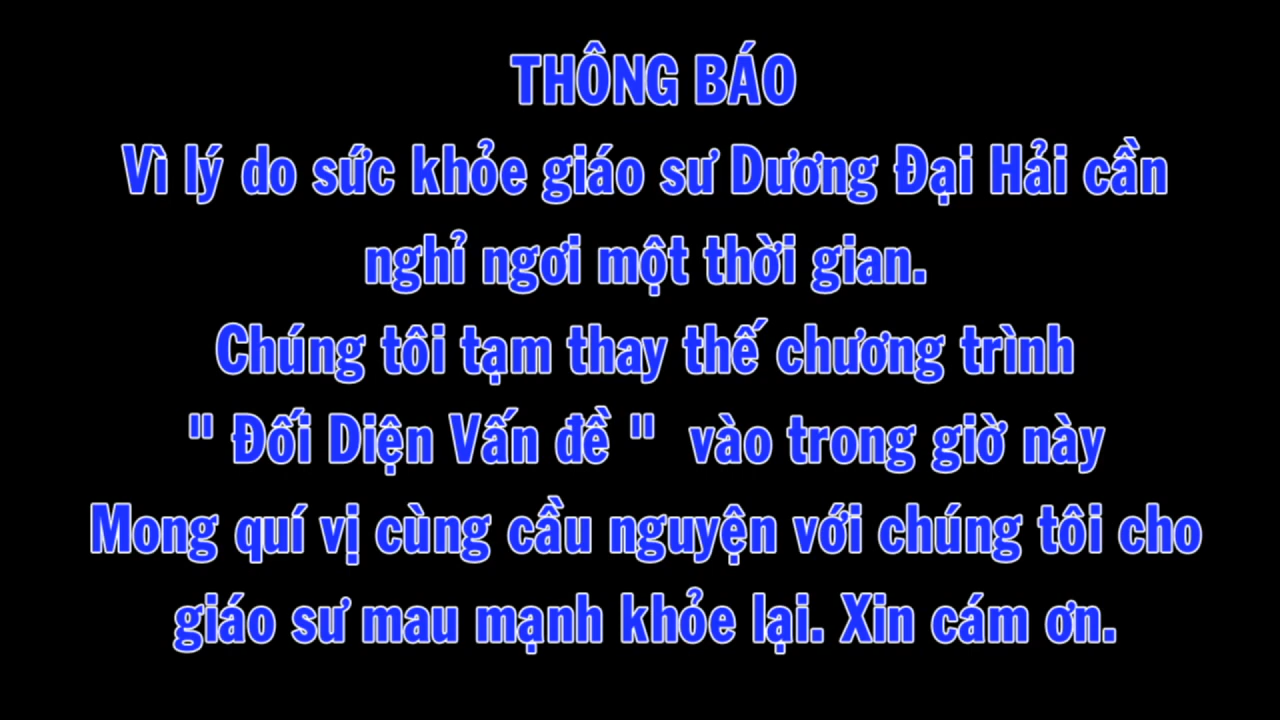 THÔNG BÁO
Vì lý do sức khỏe giáo sư Dương Đại Hải cần
nghỉ ngơi một thời gian.
Chúng tôi tạm thay thế chương trình
" Đối Diện Vấn đề "  vào trong giờ này
Mong quí vị cùng cầu nguyện với chúng tôi cho
giáo sư mau mạnh khỏe lại. Xin cám ơn.